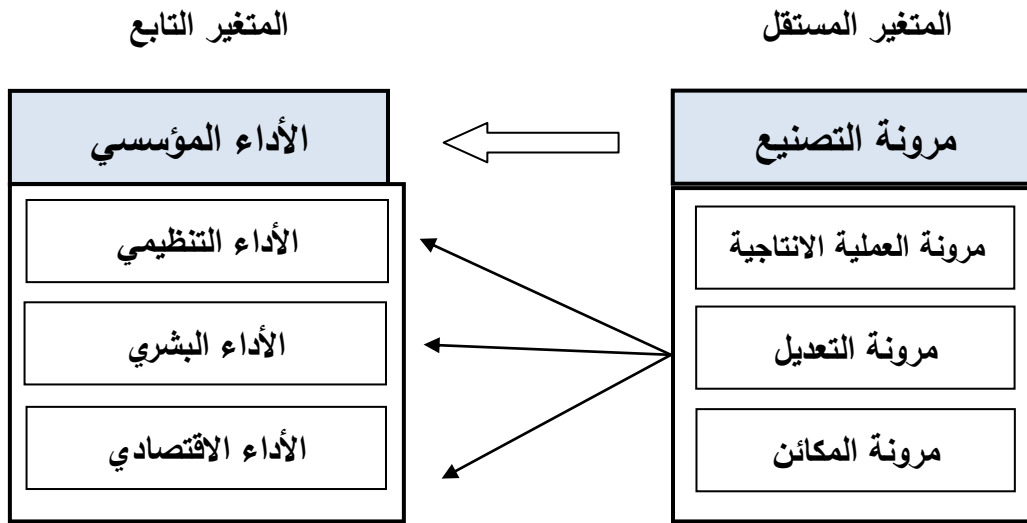 المتغير المستقل
المتغير التابع
مرونة التصنيع
الأداء المؤسسي
مرونة العملية الانتاجية
مرونة التعديل
مرونة المكائن
الأداء التنظيمي
الأداء البشري
الأداء الاقتصادي